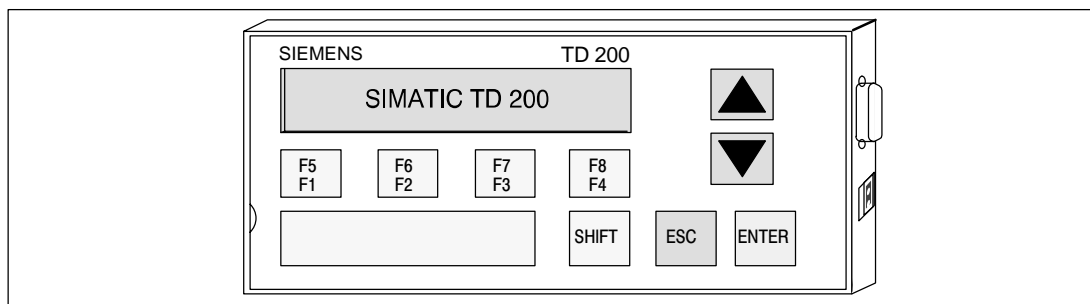 SIEMENS TD 200
SIMATIC TD 200
F5 F6 F7 F8
F1 F2 F3 F4
SHIFT ESC ENTER